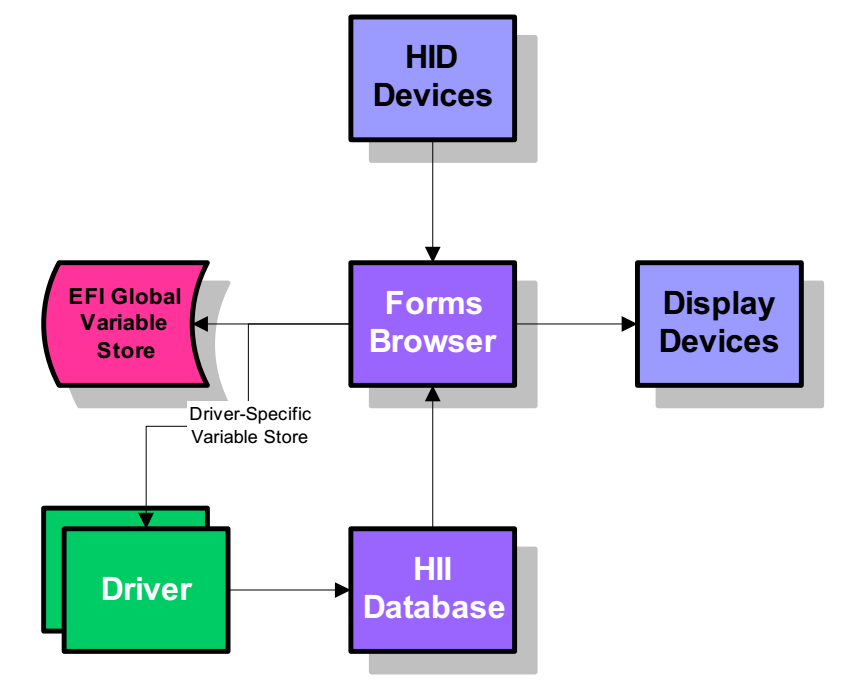 HID
Devices
EFI Global
Variable
Store
Forms
Browser
Display
Devices
Driver-Specific
Variable Store
Driver
HII
Database